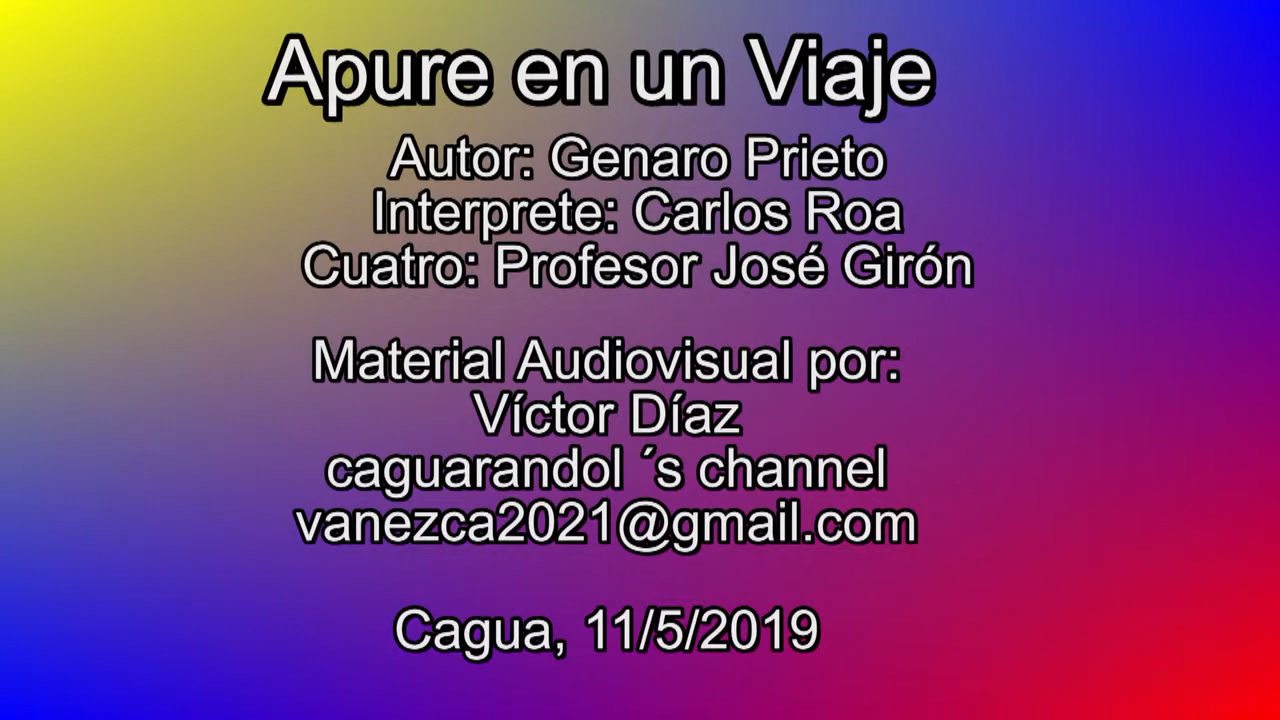 Apure en un Viaje
Autor: Genaro Prieto
Interprete: Carlos Roa
Cuatro: Profesor José Girón
Material Audiovisual por:
Víctor Díaz
caguarandol ´s channel
vanezca2021@gmail.com
Cagua, 11/5/2019